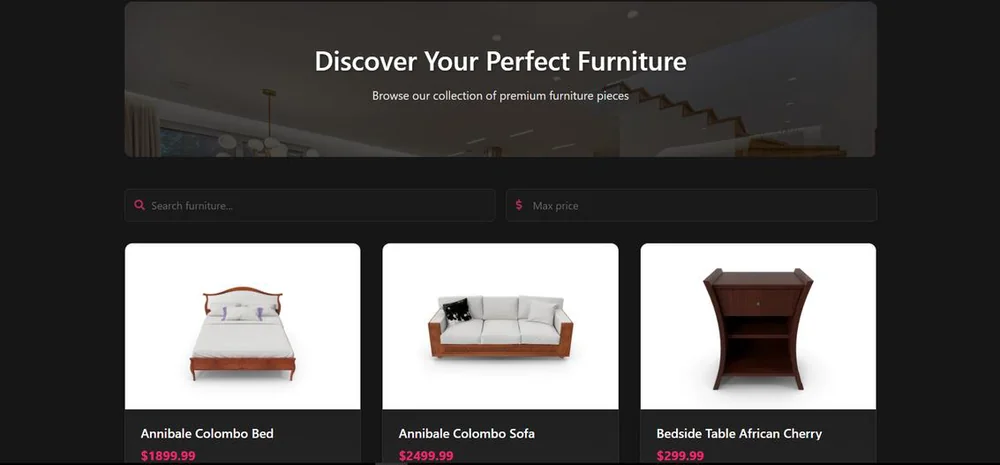 Discover Your Perfect Furniture
Browse our collection of premium furniture pieces
Search furniture...
$ Max price
Annibale Colombo Bed
$1899.99
Annibale Colombo Sofa
$2499.99
Bedside Table African Cherry
$299.99